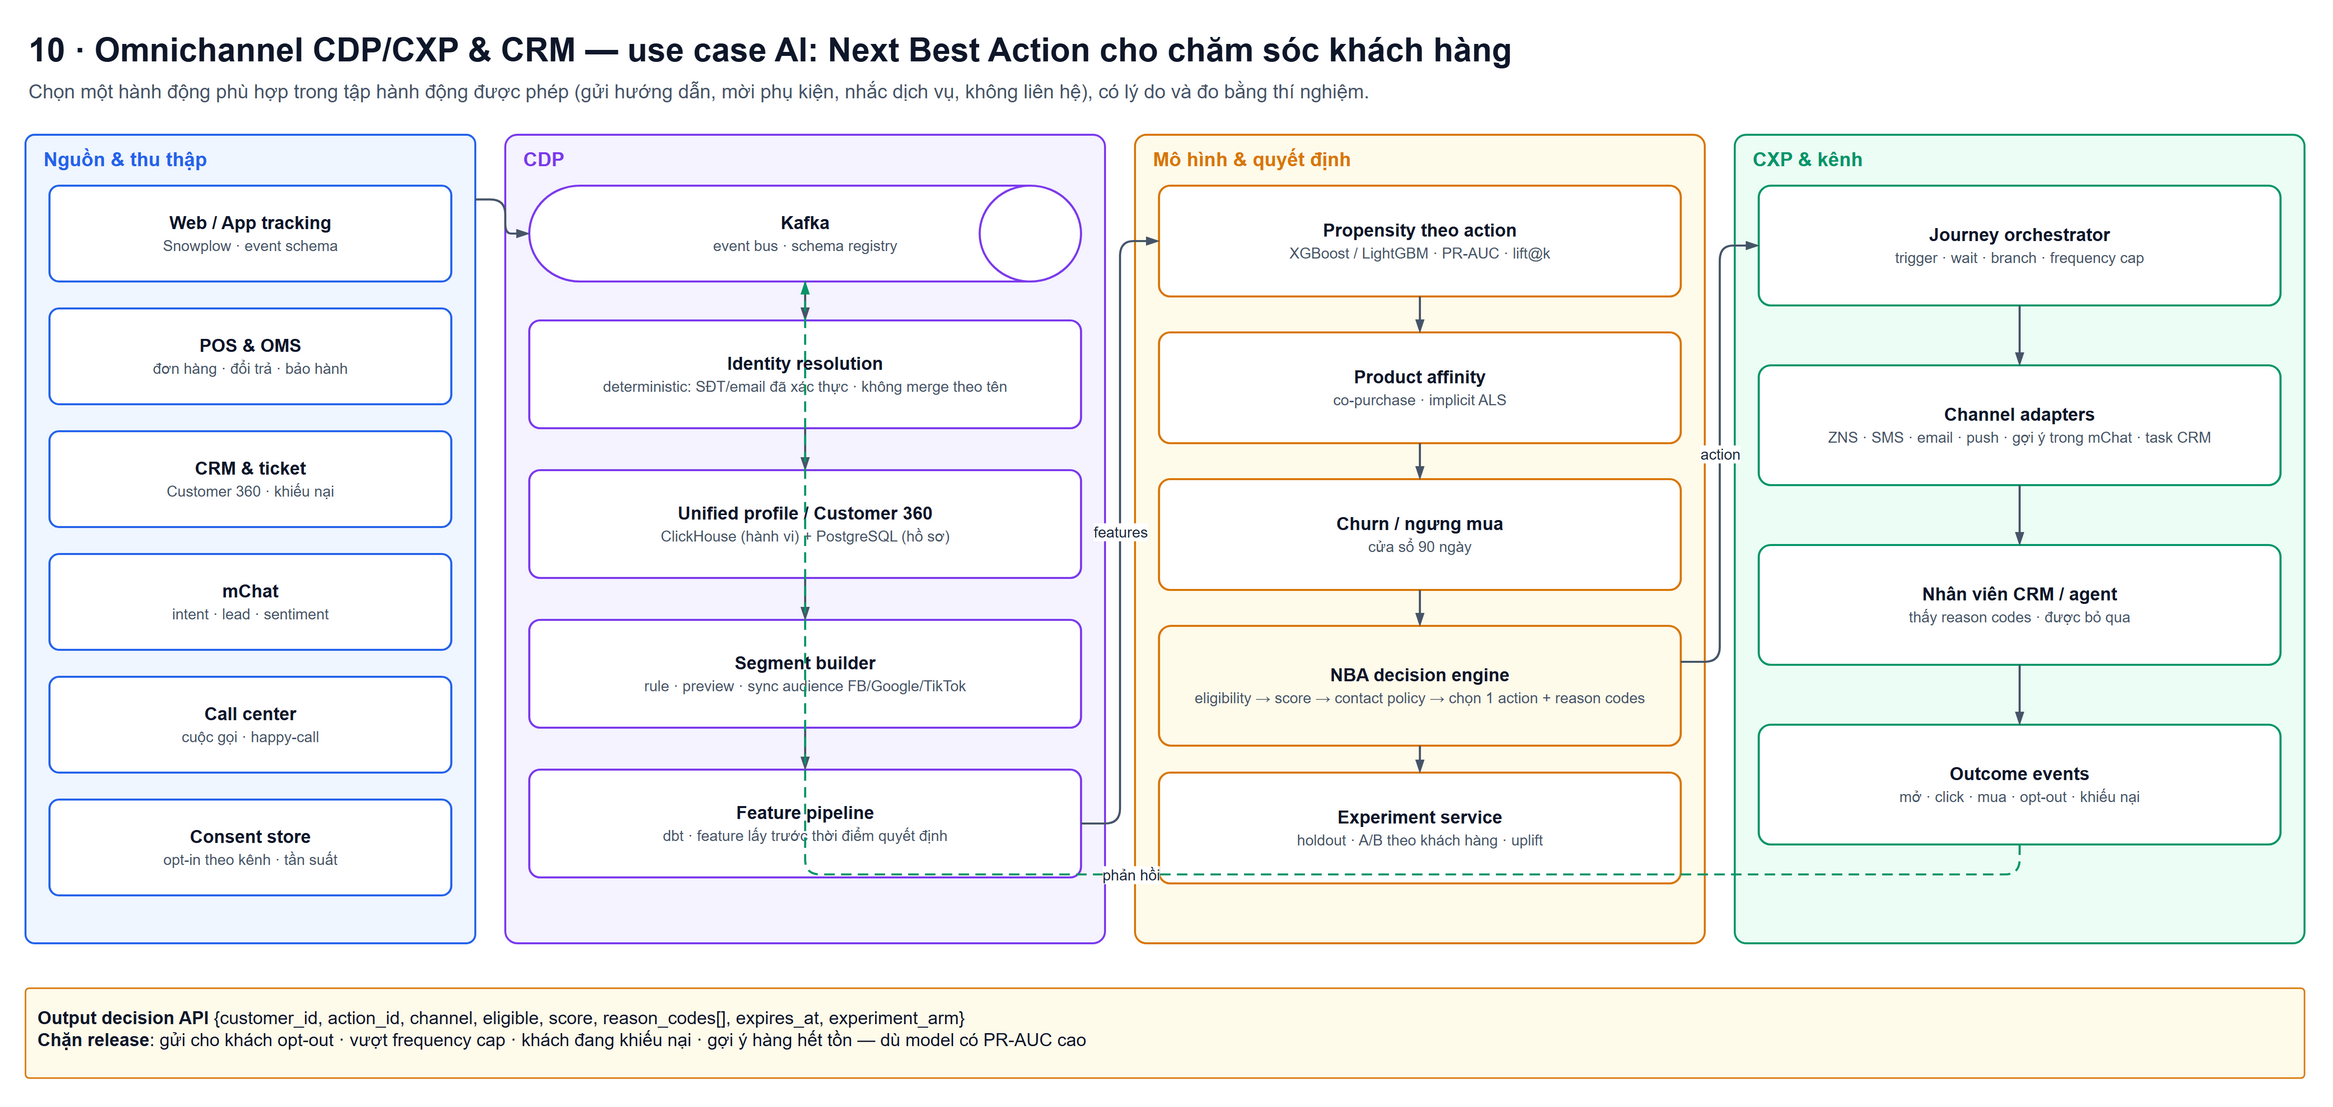 10 · Omnichannel CDP/CXP & CRM — use case AI: Next Best Action cho chăm sóc khách hàng
Chọn một hành động phù hợp trong tập hành động được phép (gửi hướng dẫn, mời phụ kiện, nhắc dịch vụ, không liên hệ), có lý do và đo bằng thí nghiệm.
Nguồn & thu thập
Web / App tracking
Snowplow · event schema
POS & OMS
đơn hàng · đổi trả · bảo hành
CRM & ticket
Customer 360 · khiếu nại
mChat
intent · lead · sentiment
Call center
cuộc gọi · happy-call
Consent store
opt-in theo kênh · tần suất
CDP
Kafka
event bus · schema registry
Identity resolution
deterministic: SĐT/email đã xác thực · không merge theo tên
Unified profile / Customer 360
ClickHouse (hành vi) + PostgreSQL (hồ sơ)
Segment builder
rule · preview · sync audience FB/Google/TikTok
Feature pipeline
dbt · feature lấy trước thời điểm quyết định
features
phản hồi
Mô hình & quyết định
Propensity theo action
XGBoost / LightGBM · PR-AUC · lift@k
Product affinity
co-purchase · implicit ALS
Churn / ngưng mua
cửa sổ 90 ngày
NBA decision engine
eligibility → score → contact policy → chọn 1 action + reason codes
Experiment service
holdout · A/B theo khách hàng · uplift
action
CXP & kênh
Journey orchestrator
trigger · wait · branch · frequency cap
Channel adapters
ZNS · SMS · email · push · gợi ý trong mChat · task CRM
Nhân viên CRM / agent
thấy reason codes · được bỏ qua
Outcome events
mở · click · mua · opt-out · khiếu nại
Output decision API {customer_id, action_id, channel, eligible, score, reason_codes[], expires_at, experiment_arm}
Chặn release: gửi cho khách opt-out · vượt frequency cap · khách đang khiếu nại · gợi ý hàng hết tồn — dù model có PR-AUC cao